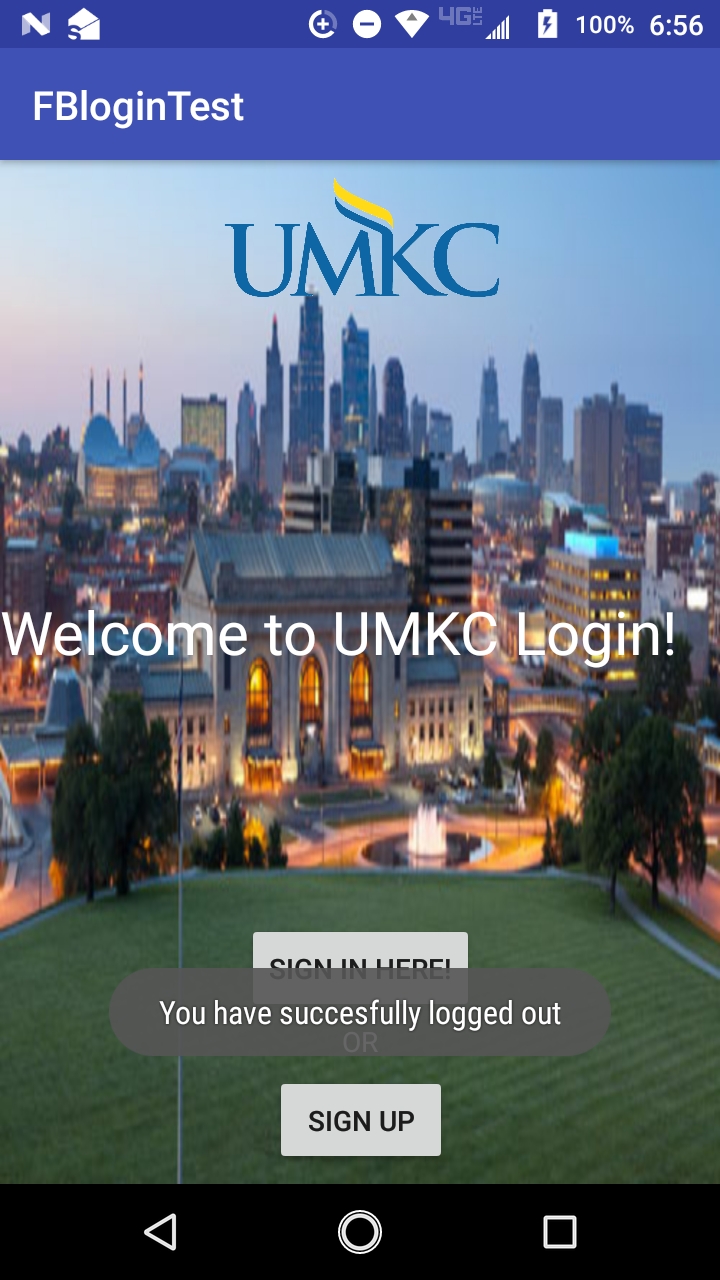 4G LTE 100% 6:56
FBloginTest
UMKC
Welcome to UMKC Login!
SIGN IN HERE!
You have succesfully logged out
OR
SIGN UP